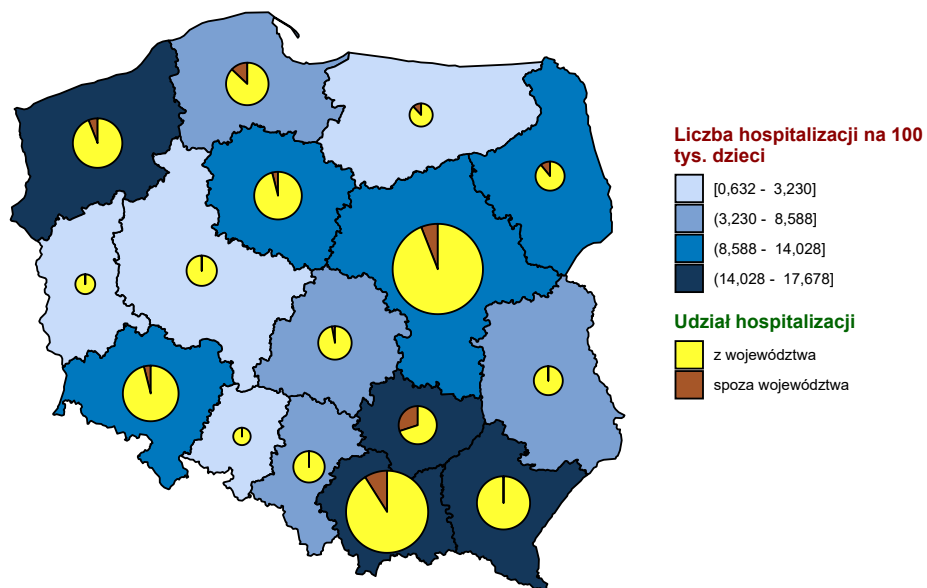 Liczba hospitalizacji na 100
tys. dzieci
[0,632 - 3,230]
(3,230 - 8,588]
(8,588 - 14,028]
(14,028 - 17,678]
Udział hospitalizacji
z województwa
spoza województwa